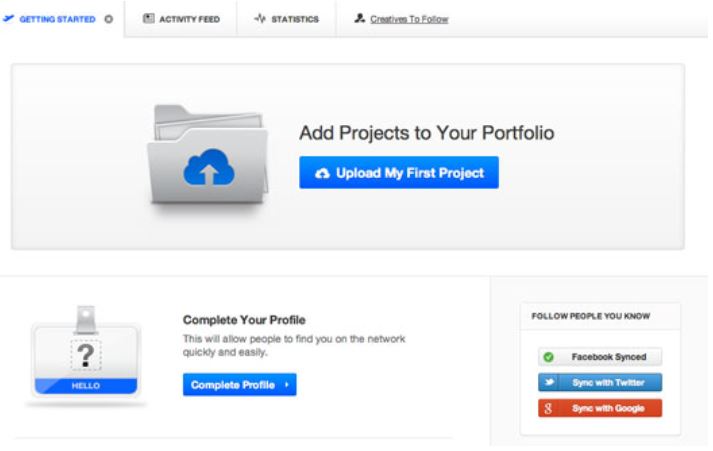 GETTING STARTED
ACTIVITY FEED
STATISTICS
Creatives To Follow
Add Projects to Your Portfolio
Upload My First Project
Complete Your Profile
This will allow people to find you on the network
quickly and easily.
Complete Profile
?
HELLO
FOLLOW PEOPLE YOU KNOW
Facebook Synced
Sync with Twitter
8 Sync with Google